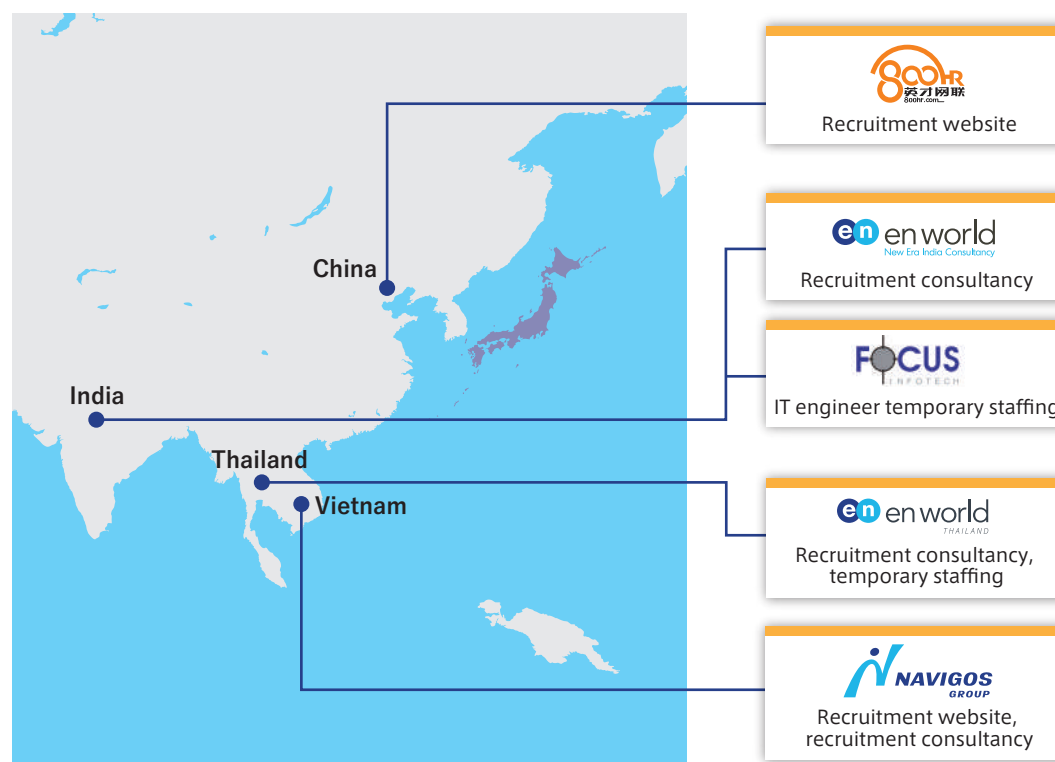 China
India
Thailand
Vietnam
800HR
英才网联
800hr.com
Recruitment website
en en world
New Era India Consultancy
Recruitment consultancy
FOCUS
INFOTECH
IT engineer temporary staffing
en en world
THAILAND
Recruitment consultancy,
temporary staffing
NAVIGOS
GROUP
Recruitment website,
recruitment consultancy